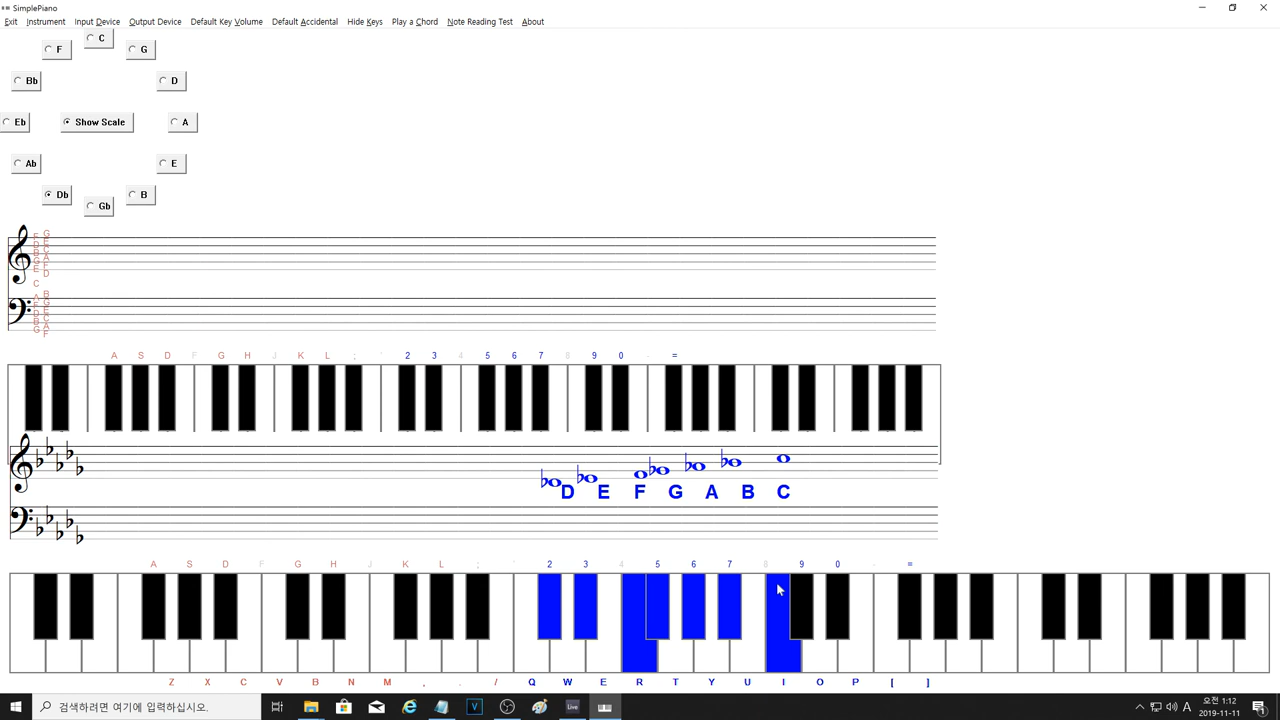 SimplePiano
Exit Instrument Input Device Output Device Default Key Volume Default Accidental Hide Keys Play a Chord Note Reading Test About
C
F G
Bb D
Eb Show Scale A
Ab E
Db B
Gb
A S D F G H J K L ; ' 2 3 4 5 6 7 8 9 0 - =
D E F G A B C
A S D F G H J K L ; ' 2 3 4 5 6 7 8 9 0 - =
Z X C V B N M , . / Q W E R T Y U I O P [ ]
검색하려면 여기에 입력하십시오.
Live
A
오전 1:12
2019-11-11